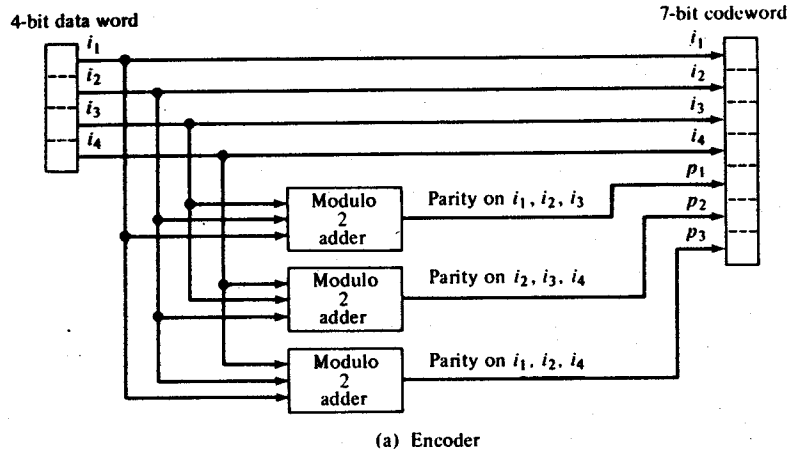 4-bit data word
7-bit codeword
i1
i2
i3
i4
i1
i2
i3
i4
p1
p2
p3
Modulo
2
adder
Parity on i1, i2, i3
Modulo
2
adder
Parity on i2, i3, i4
Modulo
2
adder
Parity on i1, i2, i4
(a) Encoder